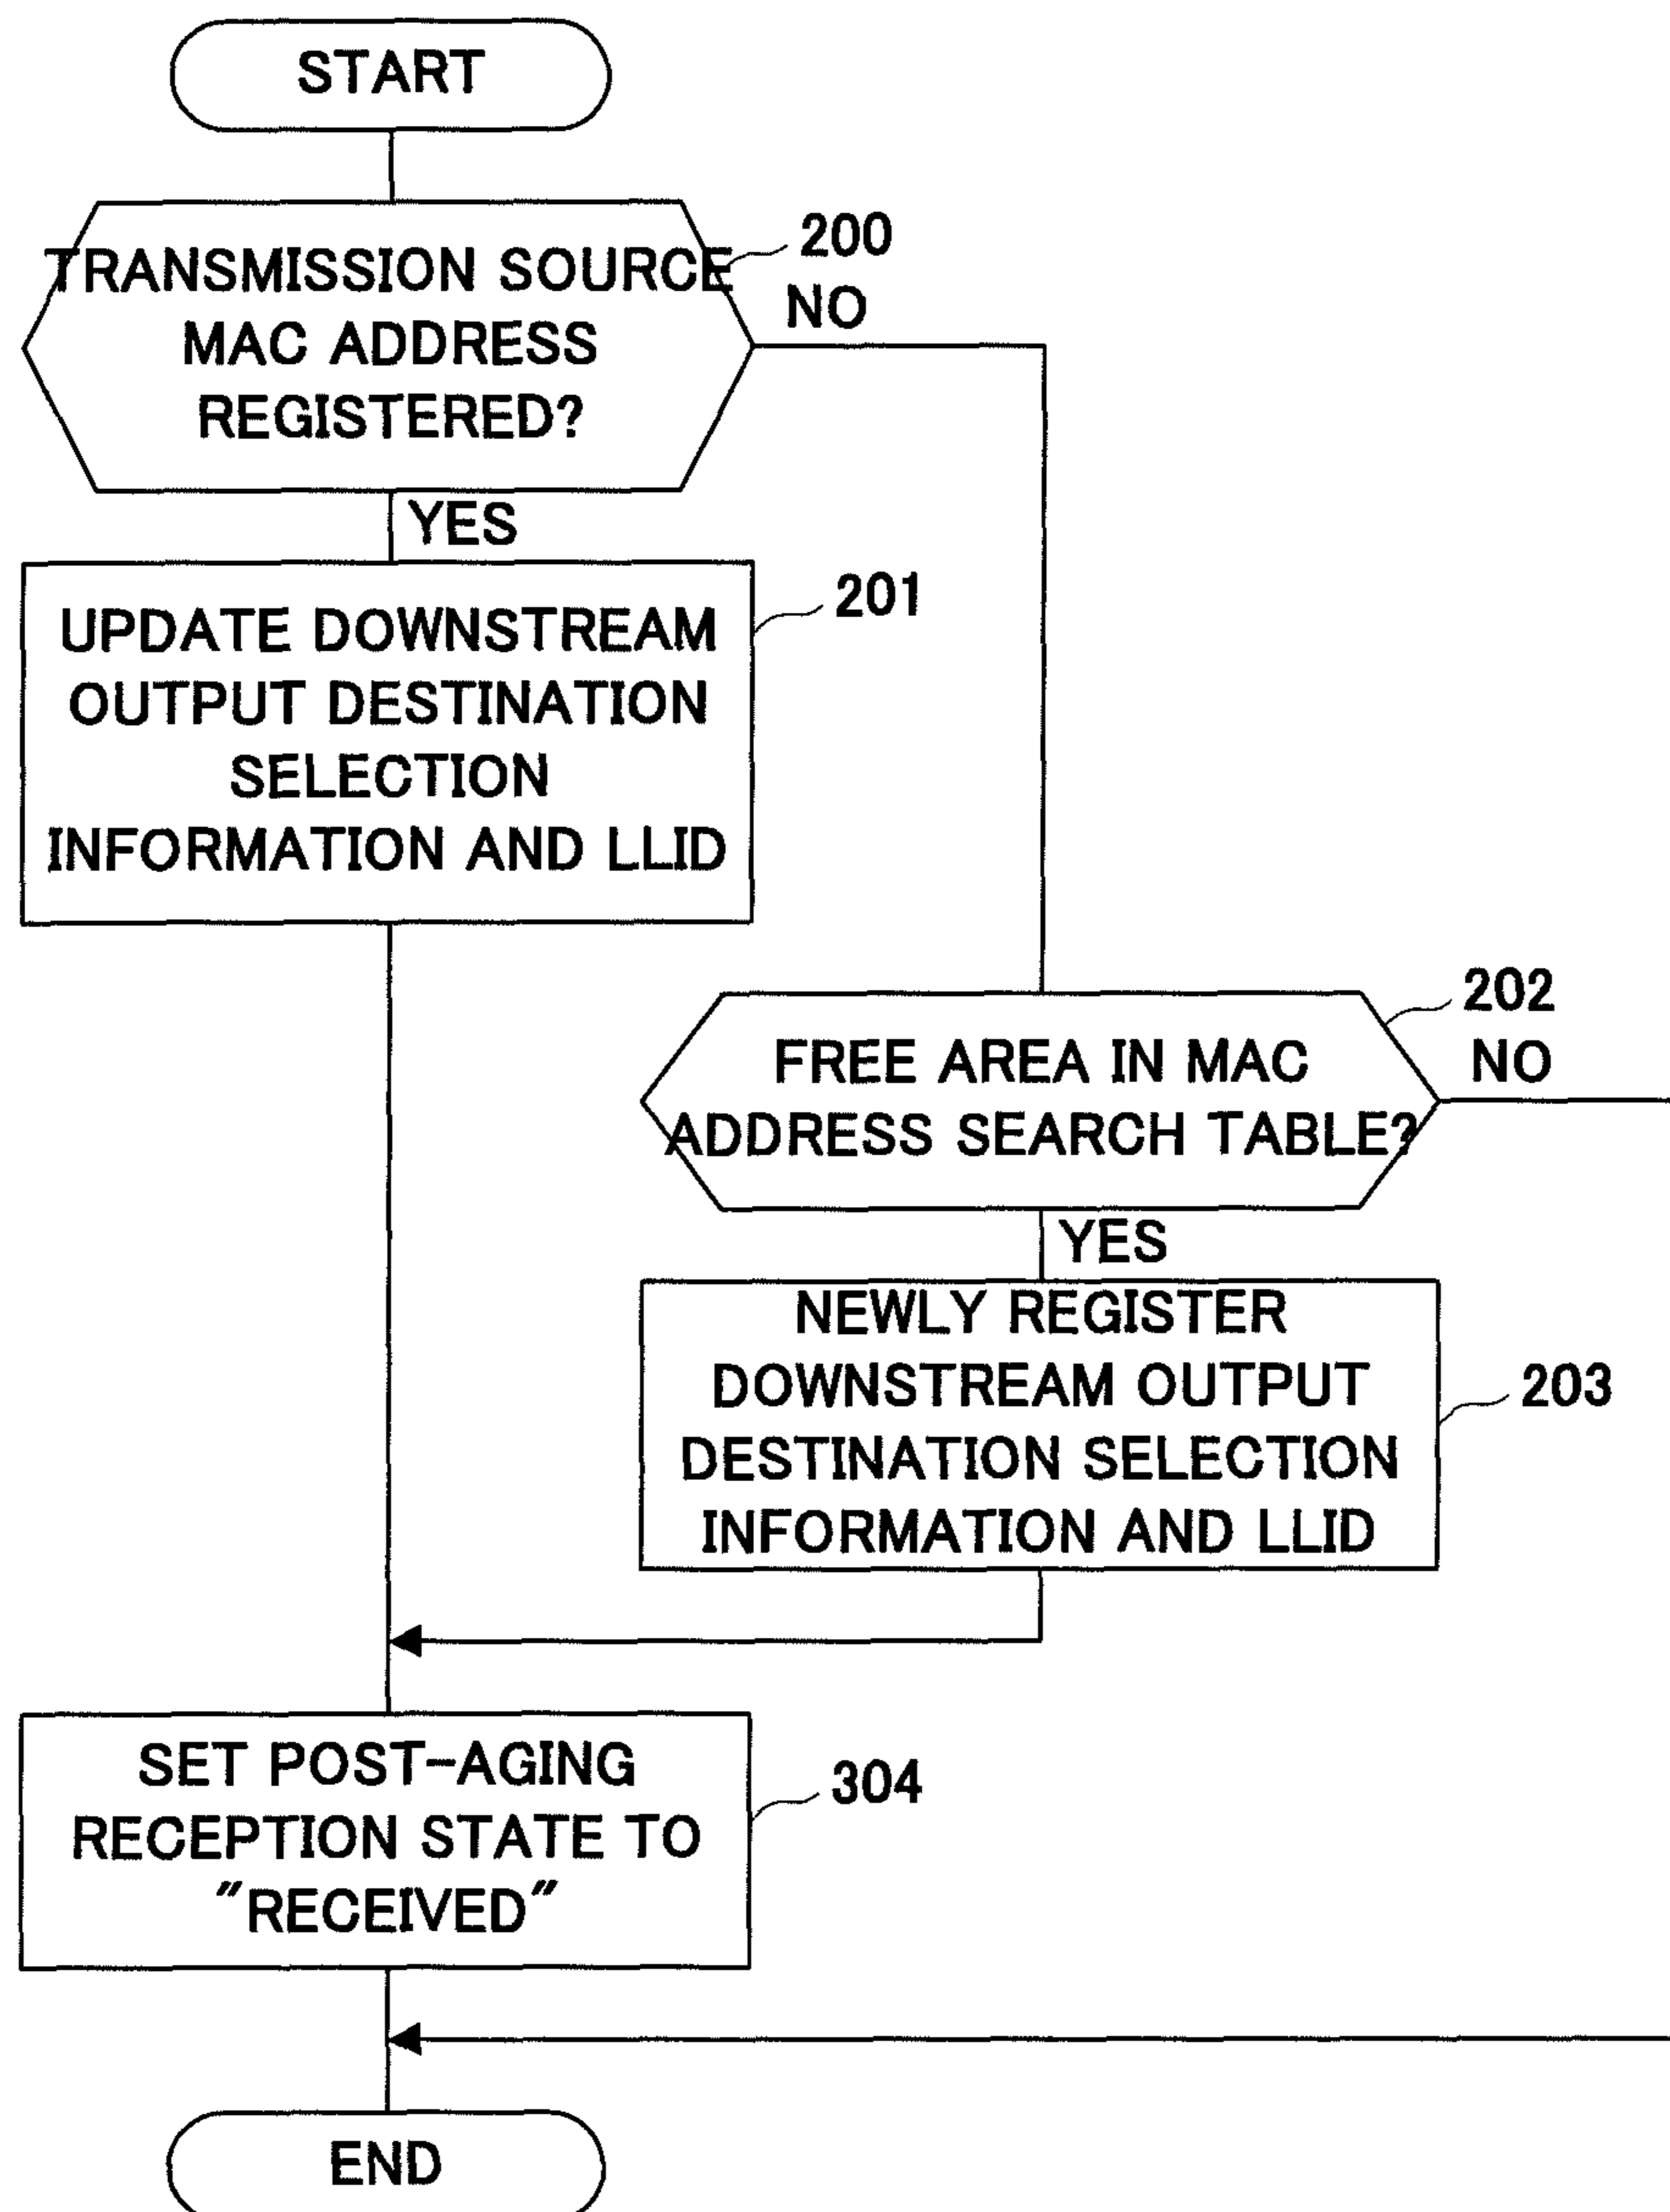 START
200
TRANSMISSION SOURCE
MAC ADDRESS
REGISTERED?
NO
YES
201
UPDATE DOWNSTREAM
OUTPUT DESTINATION
SELECTION
INFORMATION AND LLID
202
FREE AREA IN MAC
ADDRESS SEARCH TABLE?
NO
YES
203
NEWLY REGISTER
DOWNSTREAM OUTPUT
DESTINATION SELECTION
INFORMATION AND LLID
304
SET POST-AGING
RECEPTION STATE TO
"RECEIVED"
END